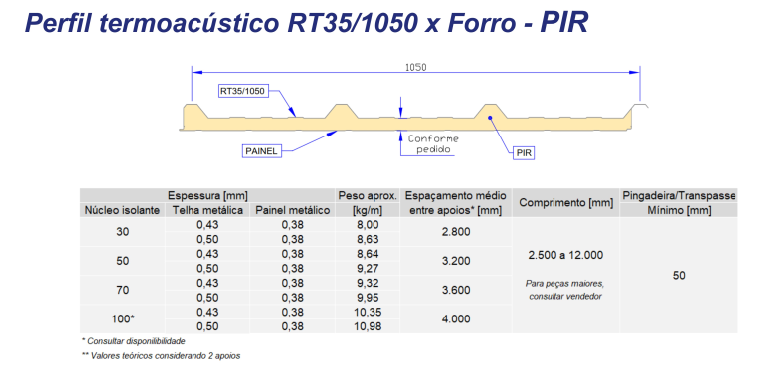 Perfil termoacústico RT35/1050 x Forro - PIR
1050
RT35/1050
Conforme
pedido
PAINEL
PIR
Espessura [mm] Peso aprox. Espaçamento médio Comprimento [mm] Pingadeira/Transpasse
Núcleo isolante Telha metálica Painel metálico [kg/m] entre apoios* [mm] Mínimo [mm]
30 0,43 0,38 8,00 2.800
0,50 0,38 8,63
50 0,43 0,38 8,64 3.200
0,50 0,38 9,27
70 0,43 0,38 9,32 3.600
0,50 0,38 9,95
100* 0,43 0,38 10,35 4.000
0,50 0,38 10,98
2.500 a 12.000
Para peças maiores,
consutar vendedor
50
* Consultar disponilibilidade
** Valores teóricos considerando 2 apoios